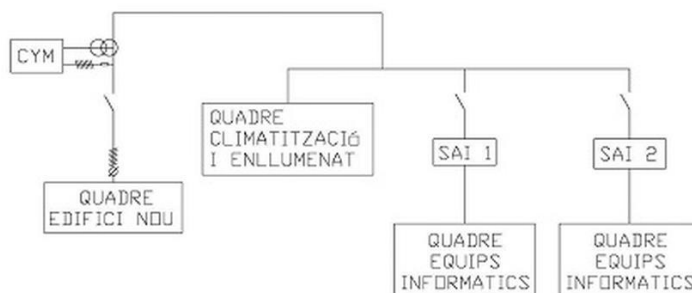 CYM
QUADRE
CLIMATITZACIó
I ENLLUMENAT
SAI 1
SAI 2
QUADRE
EDIFICI NOU
QUADRE
EQUIPS
INFORMATICS
QUADRE
EQUIPS
INFORMATICS